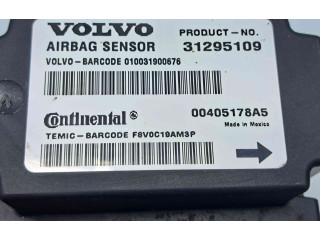 VOLVO PRODUCT-NO.
AIRBAG SENSOR 31295109
VOLVO-BARCODE 010031900676
Continental 00405178A5
Made in Mexico
TEMIC-BARCODE F8V0C19AM3P